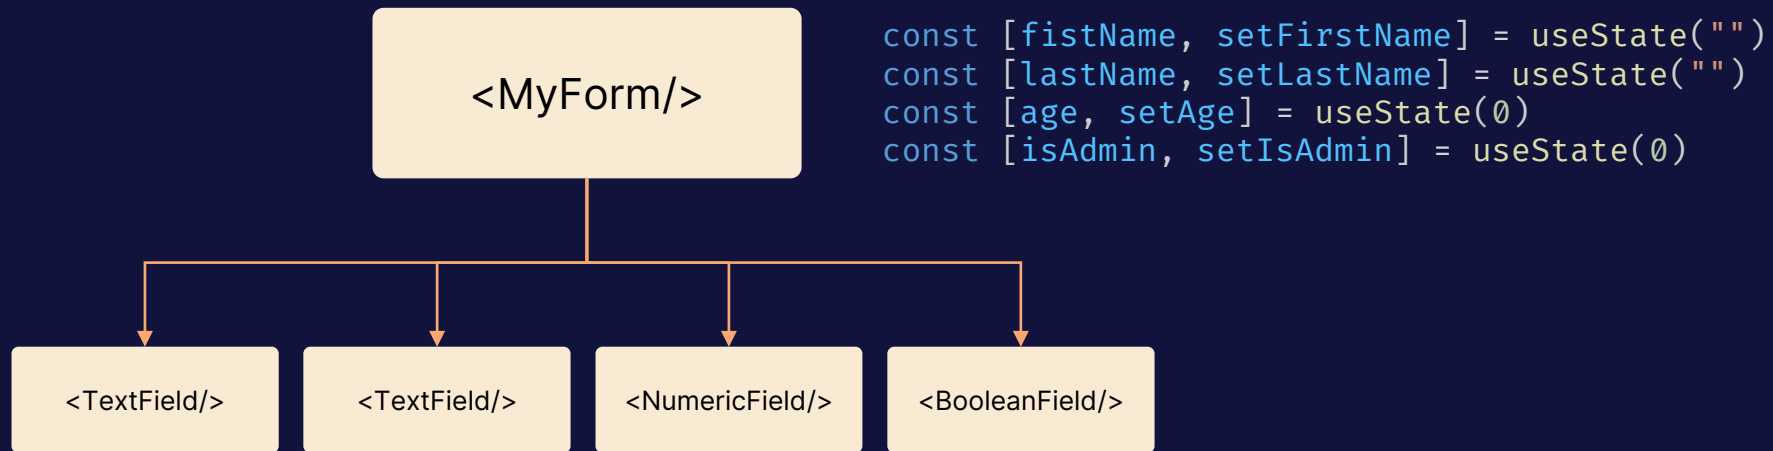 <MyForm/>
const [fistName, setFirstName] = useState("")
const [lastName, setLastName] = useState("")
const [age, setAge] = useState(0)
const [isAdmin, setIsAdmin] = useState(0)
<TextField/>
<TextField/>
<NumericField/>
<BooleanField/>